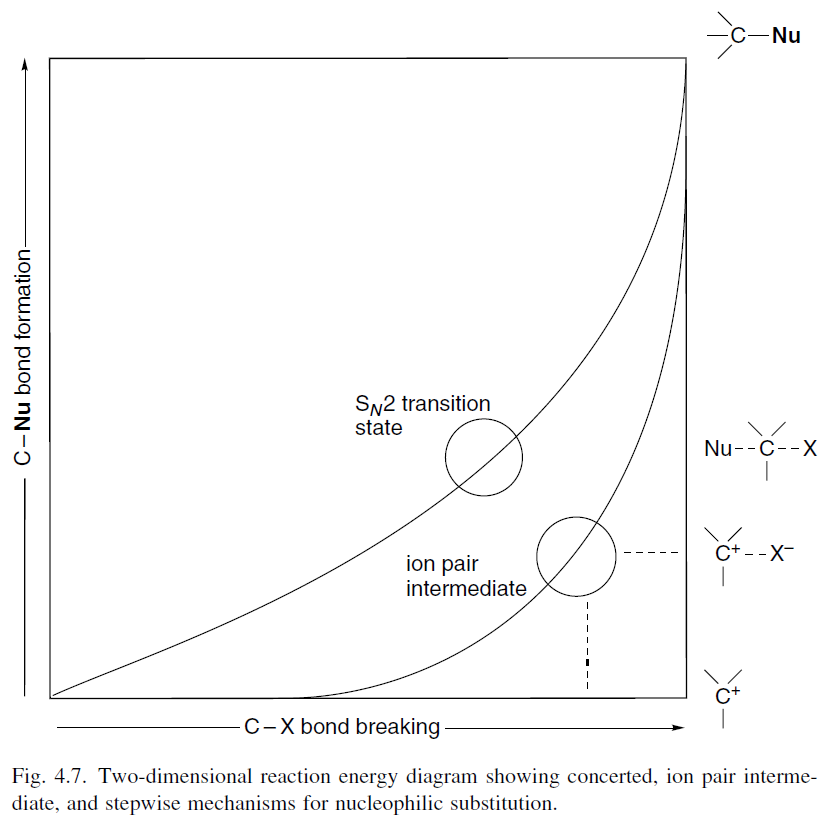 C—Nu
C–Nu bond formation
SN2 transition
state
Nu--C--X
ion pair
intermediate
C+--X–
C+
C–X bond breaking
Fig. 4.7. Two-dimensional reaction energy diagram showing concerted, ion pair interme-
diate, and stepwise mechanisms for nucleophilic substitution.